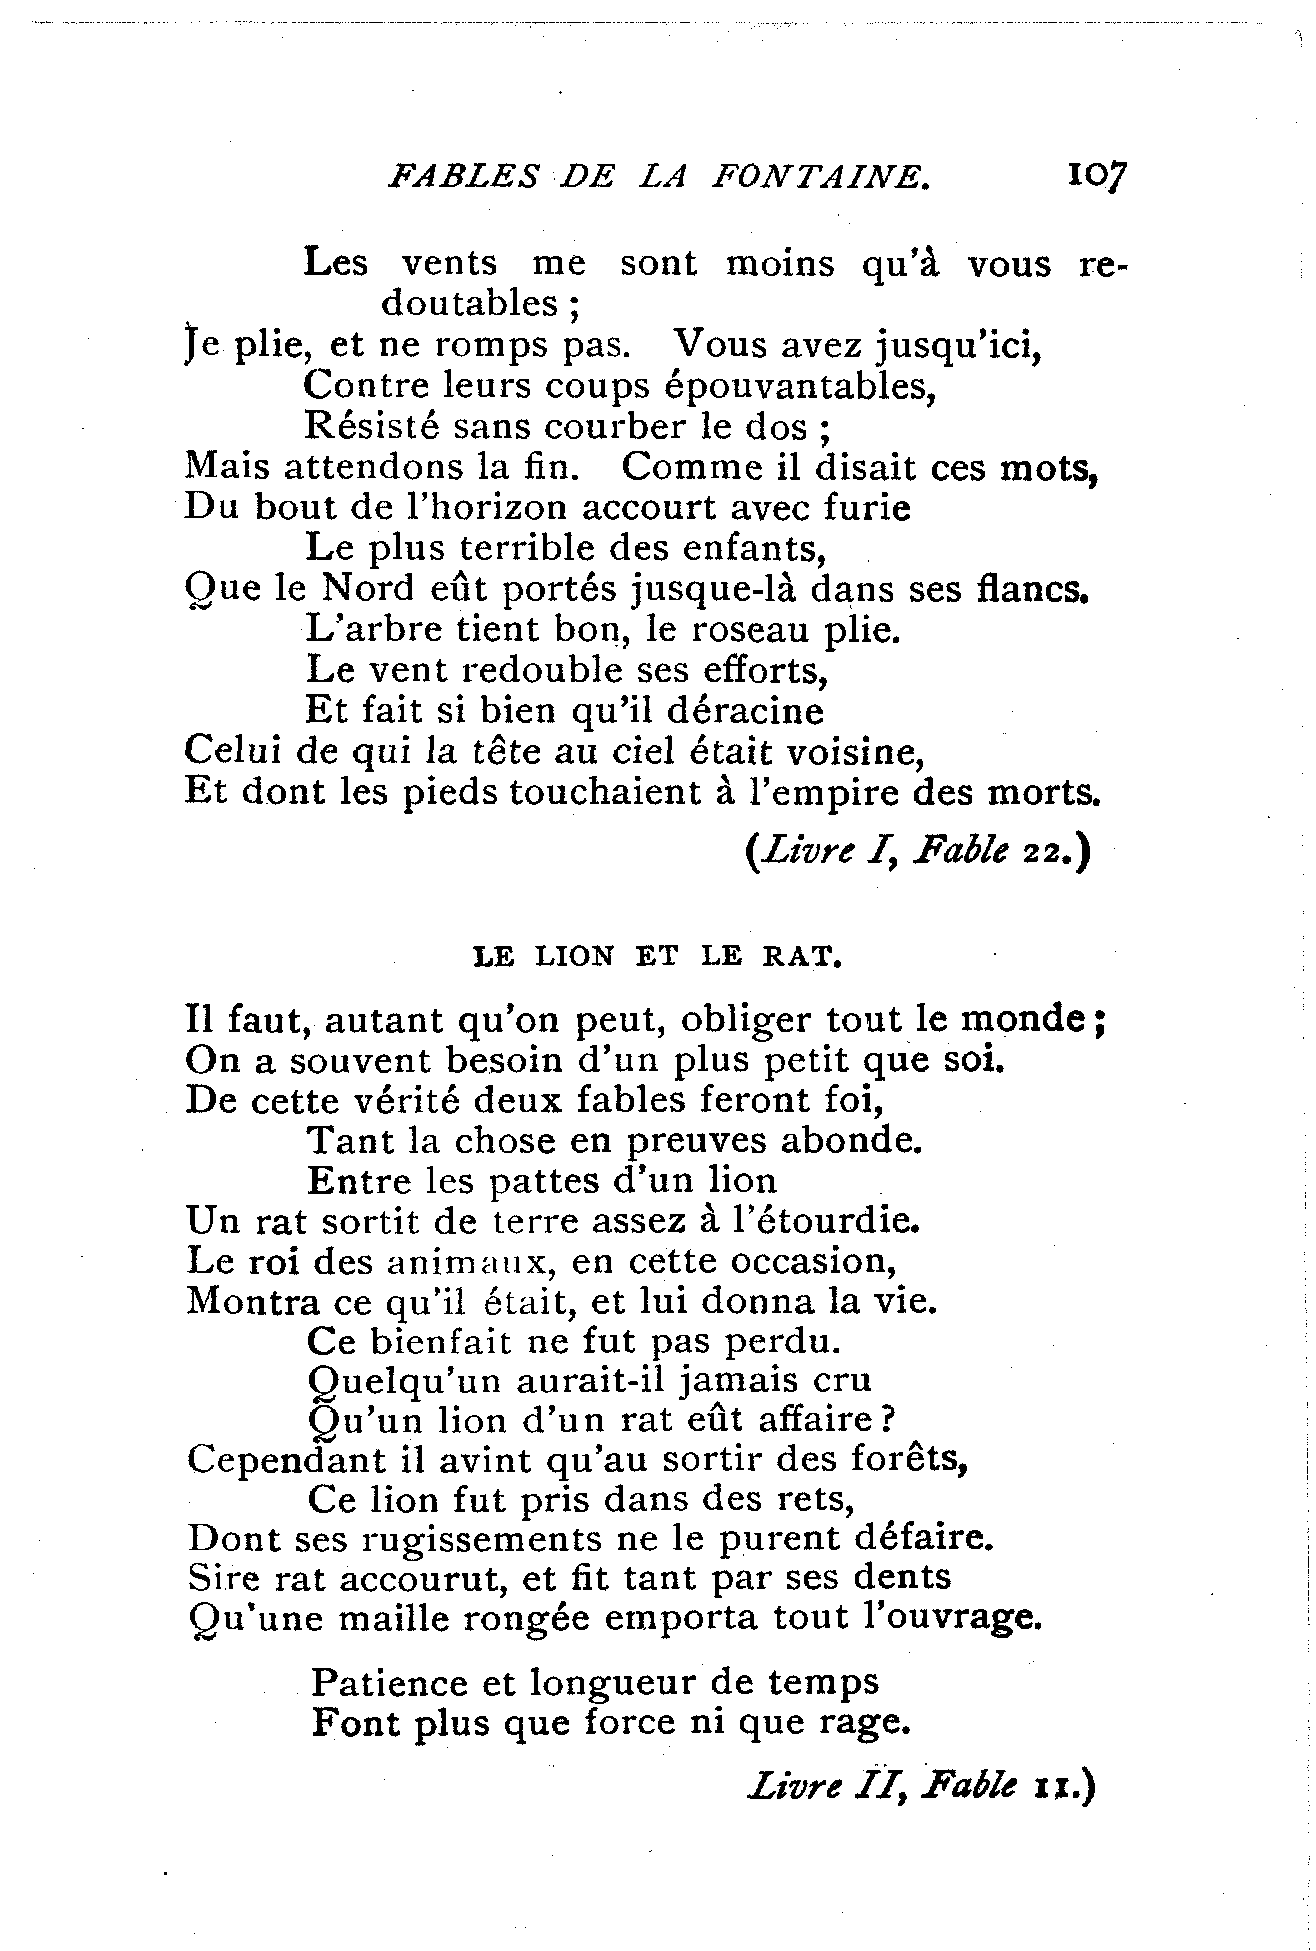 FABLES DE LA FONTAINE. 107
Les vents me sont moins qu'à vous re-
doutables ;
Je plie, et ne romps pas. Vous avez jusqu'ici,
Contre leurs coups épouvantables,
Résisté sans courber le dos ;
Mais attendons la fin. Comme il disait ces mots,
Du bout de l'horizon accourt avec furie
Le plus terrible des enfants,
Que le Nord eût portés jusque-là dans ses flancs.
L'arbre tient bon, le roseau plie.
Le vent redouble ses efforts,
Et fait si bien qu'il déracine
Celui de qui la tête au ciel était voisine,
Et dont les pieds touchaient à l'empire des morts.
(Livre I, Fable 22.)
LE LION ET LE RAT.
Il faut, autant qu'on peut, obliger tout le monde ;
On a souvent besoin d'un plus petit que soi.
De cette vérité deux fables feront foi,
Tant la chose en preuves abonde.
Entre les pattes d'un lion
Un rat sortit de terre assez à l'étourdie.
Le roi des animaux, en cette occasion,
Montra ce qu'il était, et lui donna la vie.
Ce bienfait ne fut pas perdu.
Quelqu'un aurait-il jamais cru
Qu'un lion d'un rat eût affaire ?
Cependant il avint qu'au sortir des forêts,
Ce lion fut pris dans des rets,
Dont ses rugissements ne le purent défaire.
Sire rat accourut, et fit tant par ses dents
Qu'une maille rongée emporta tout l'ouvrage.
Patience et longueur de temps
Font plus que force ni que rage.
Livre II, Fable 11.)